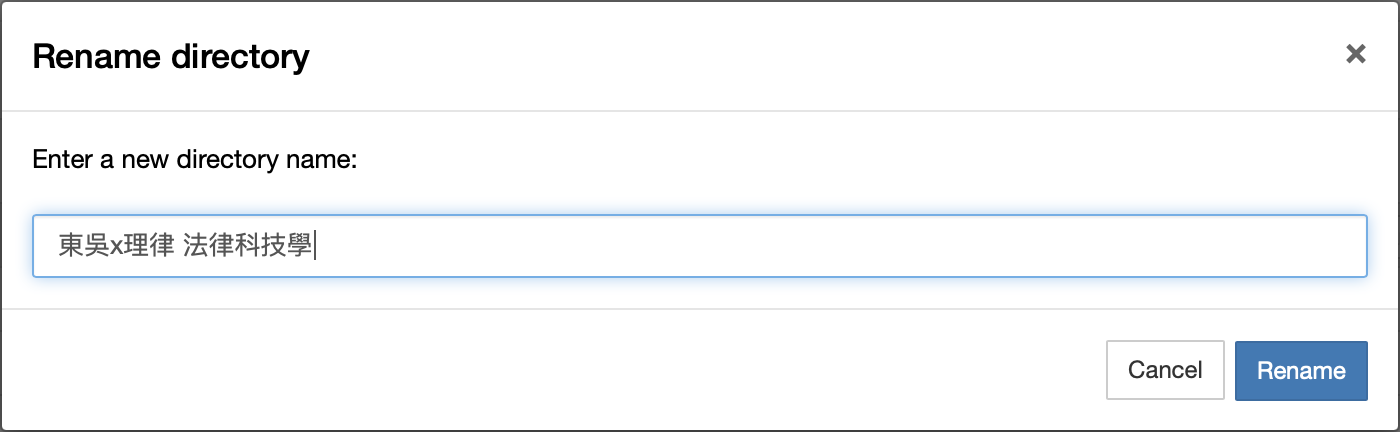 Rename directory
×
Enter a new directory name:
東吳x理律 法律科技學
Cancel
Rename